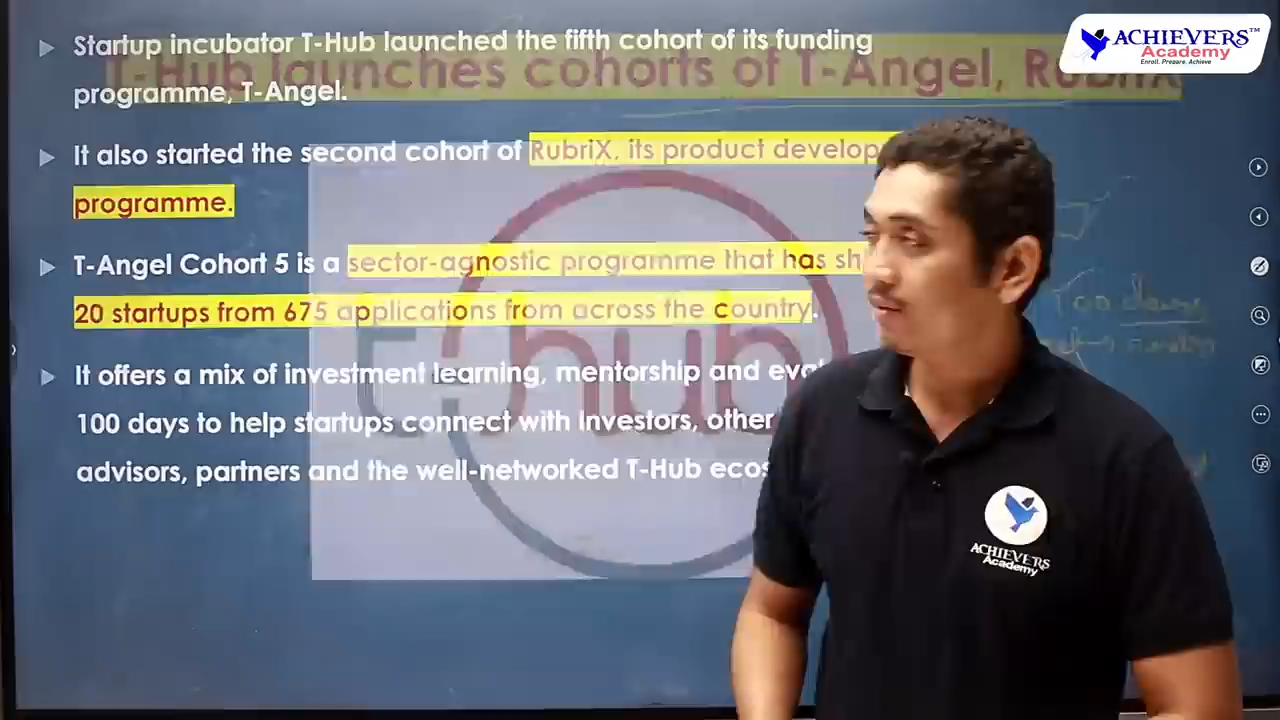 T-Hub launches cohorts of T-Angel, RubriX
Startup incubator T-Hub launched the fifth cohort of its funding
programme, T-Angel.
It also started the second cohort of RubriX, its product develop
programme.
T-Angel Cohort 5 is a sector-agnostic programme that has sh
20 startups from 675 applications from across the country.
It offers a mix of investment learning, mentorship and eval
100 days to help startups connect with investors, other
advisors, partners and the well-networked T-Hub ecos
t-hub
ACHIEVERS™
Academy
Enroll. Prepare. Achieve
ACHIEVERS
Academy